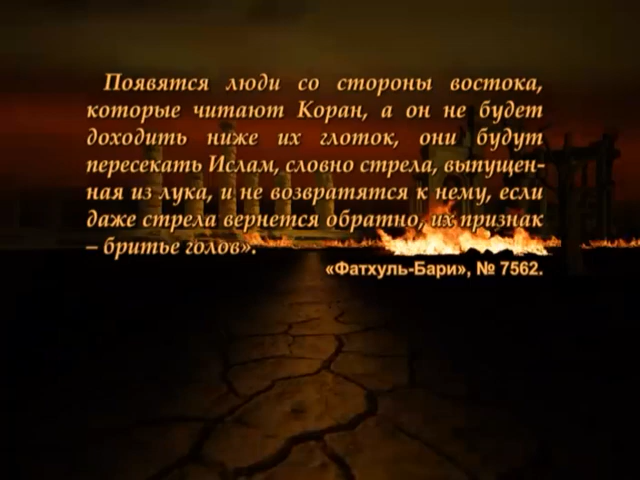 Появятся люди со стороны востока,
которые читают Коран, а он не будет
доходить ниже их глоток, они будут
пересекать Ислам, словно стрела, выпущен-
ная из лука, и не возвратятся к нему, если
даже стрела вернется обратно, их признак
– бритье голов».
«Фатхуль-Бари», № 7562.